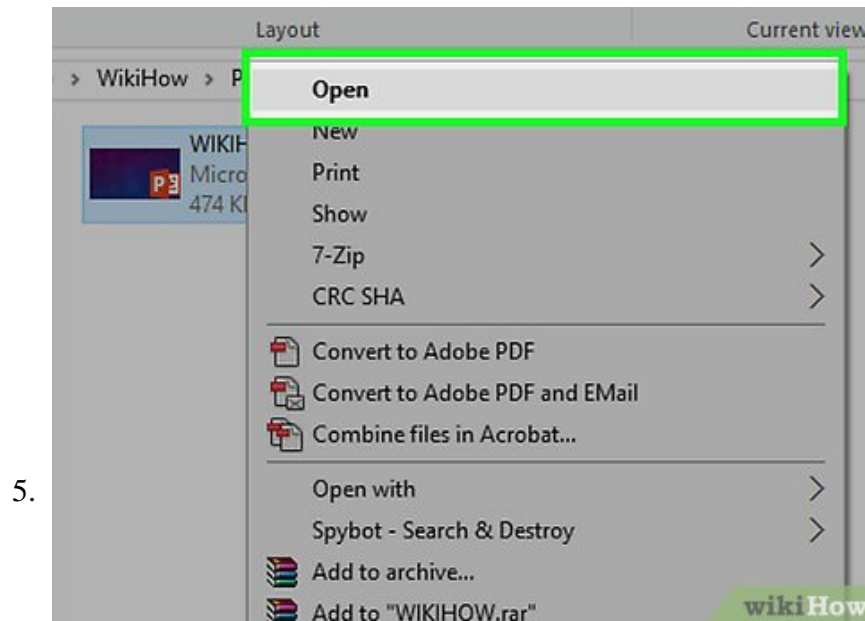 Layout Current view
> WikiHow > P
Open
WIKIH
New
Micro
Print
474 K
Show
7-Zip
CRC SHA
Convert to Adobe PDF
Convert to Adobe PDF and EMail
Combine files in Acrobat...
5.
Open with
Spybot - Search & Destroy
Add to archive...
Add to "WIKIHOW.rar"
wikiHow